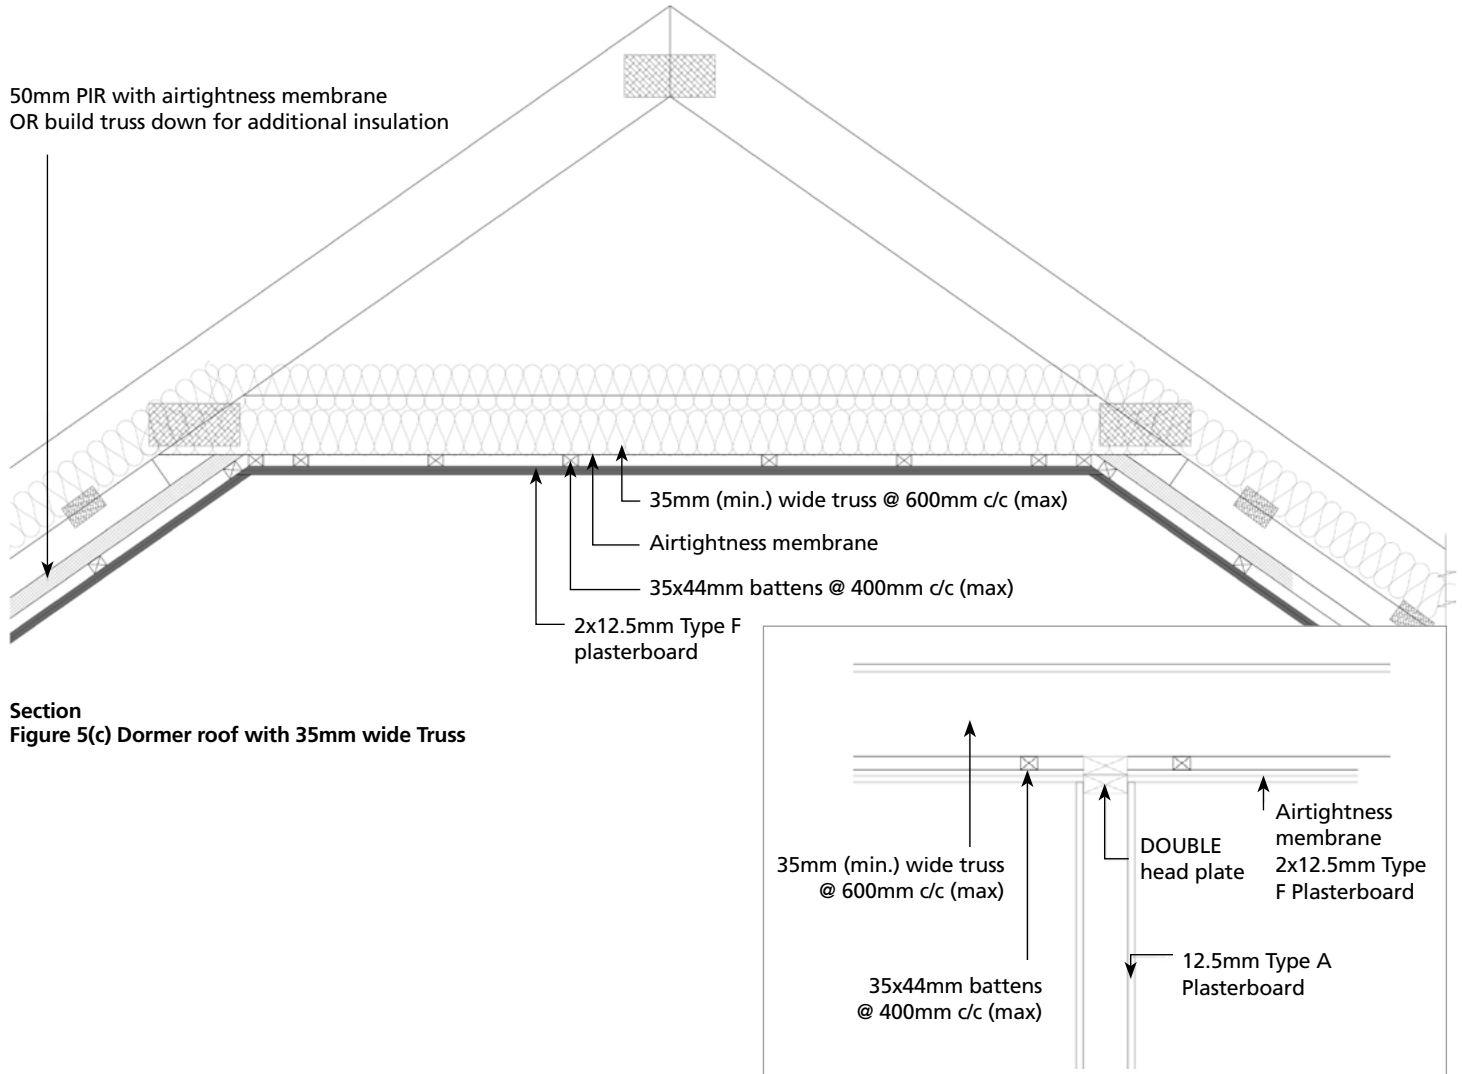 50mm PIR with airtightness membrane
OR build truss down for additional insulation
35mm (min.) wide truss @ 600mm c/c (max)
Airtightness membrane
35x44mm battens @ 400mm c/c (max)
2x12.5mm Type F
plasterboard
Section
Figure 5(c) Dormer roof with 35mm wide Truss
35mm (min.) wide truss
@ 600mm c/c (max)
35x44mm battens
@ 400mm c/c (max)
DOUBLE
head plate
Airtightness
membrane
2x12.5mm Type
F Plasterboard
12.5mm Type A
Plasterboard